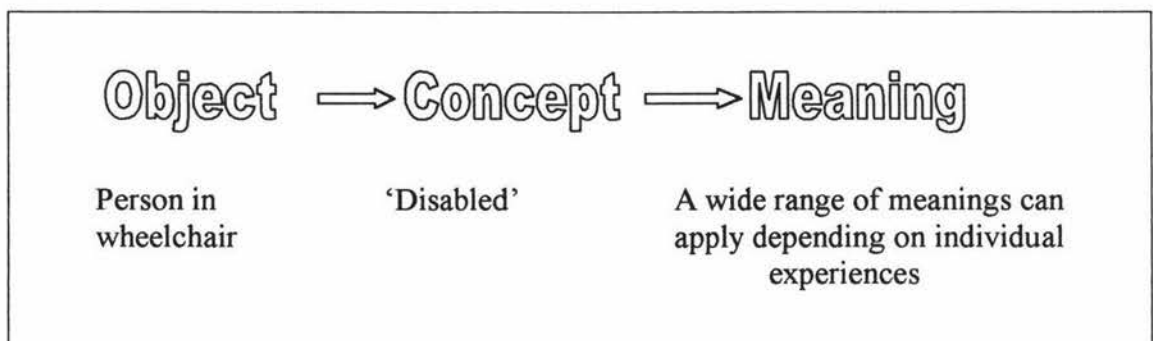 Object Concept Meaning
Person in
wheelchair
‘Disabled’
A wide range of meanings can
apply depending on individual
experiences